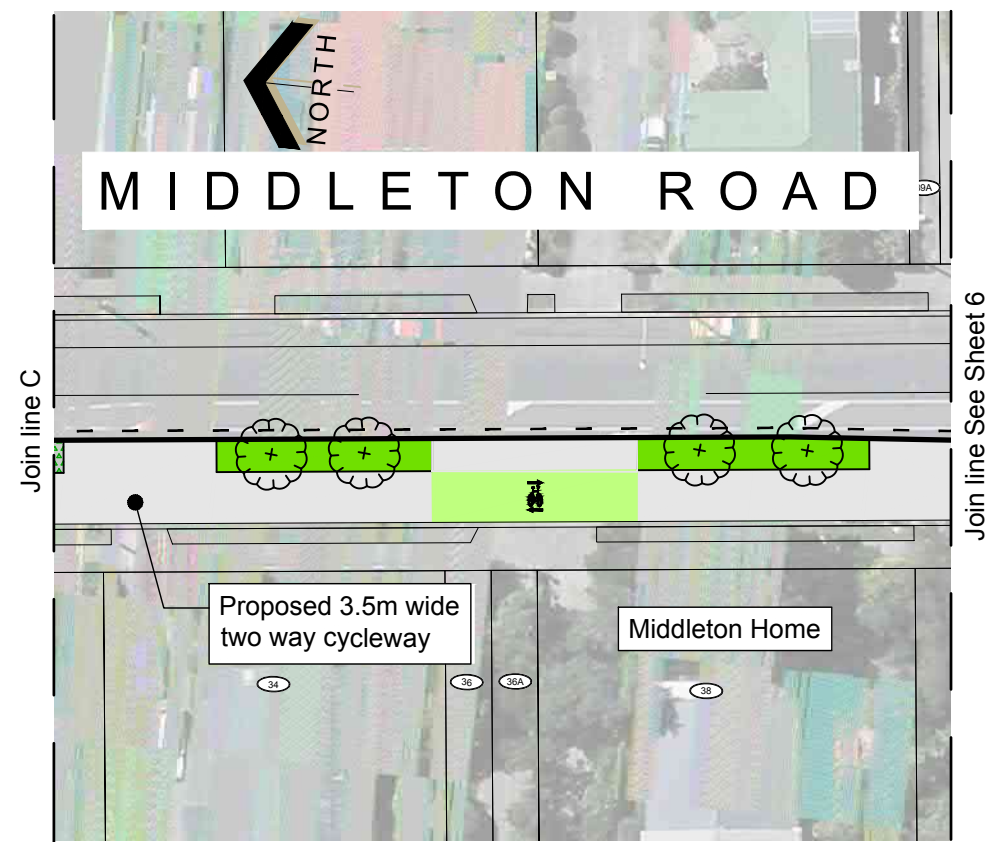 NORTH
MIDDLETON ROAD
39A
Join line C
Join line See Sheet 6
Proposed 3.5m wide
two way cycleway
Middleton Home
34
36
36A
38